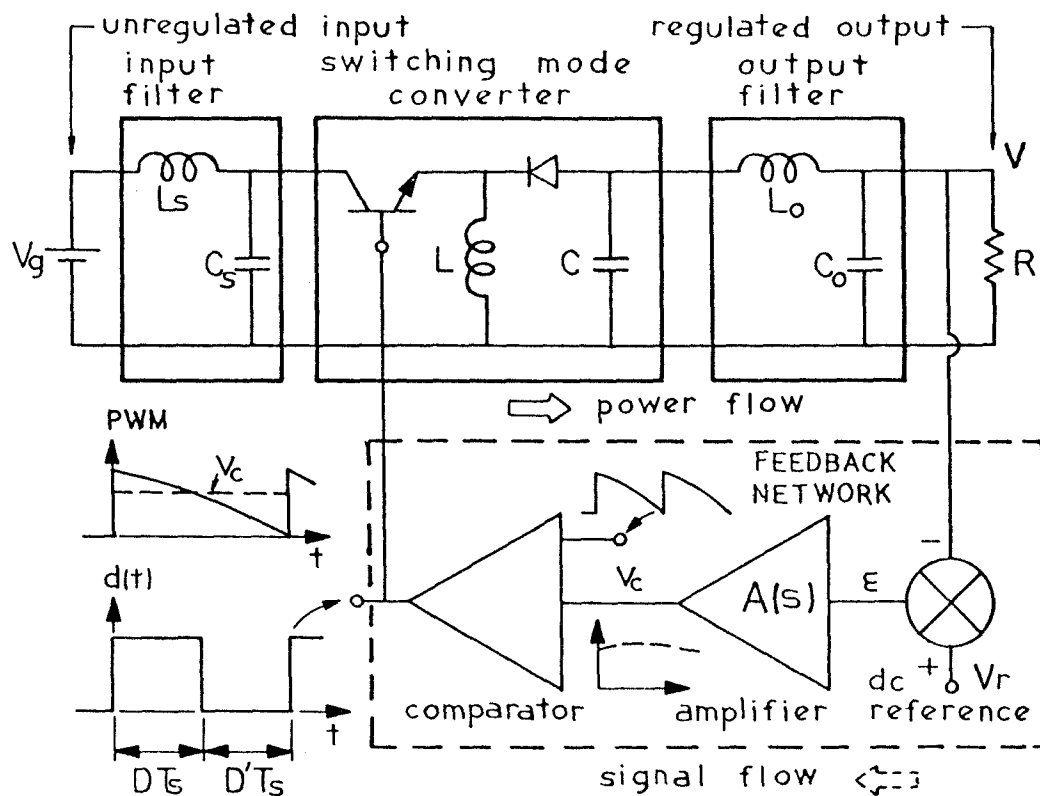 unregulated input
regulated output
input
filter
switching mode
converter
output
filter
V
Ls
Lo
Vg
Cs
L
C
Co
R
power flow
PWM
Vc
t
FEEDBACK
NETWORK
d(t)
Vc
A(s)
ε
−
+
dc
reference
Vr
comparator
amplifier
t
DTs
D'Ts
signal flow